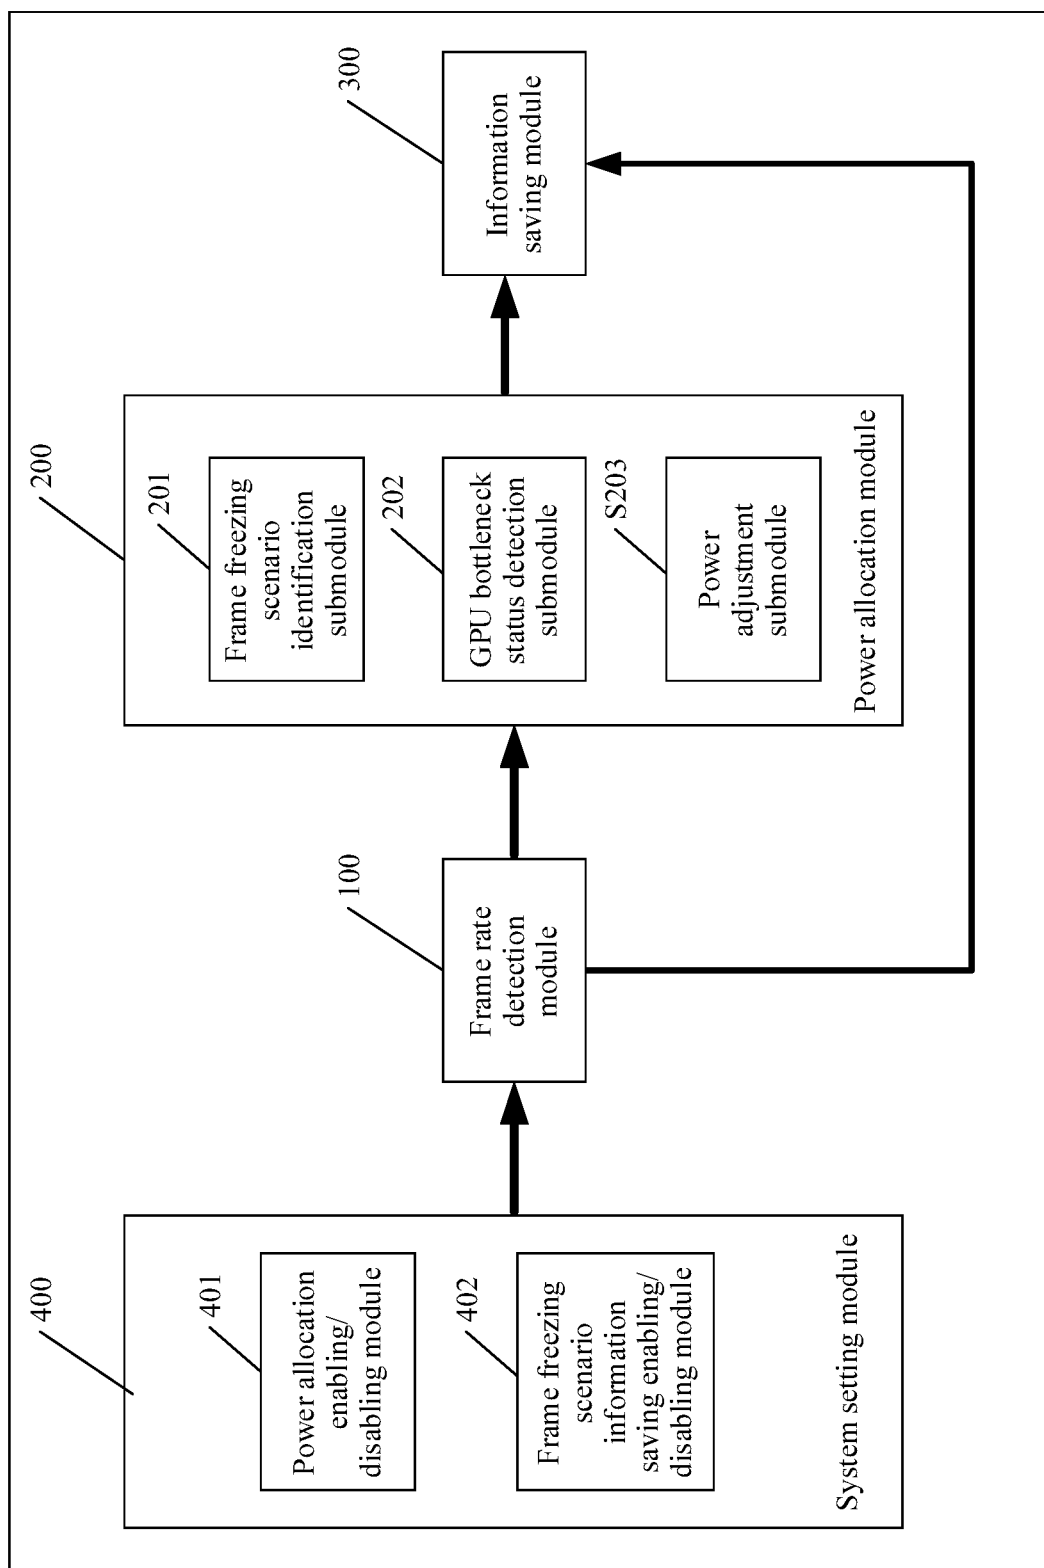 400
401
Power allocation
enabling/
disabling module
402
Frame freezing
scenario
information
saving enabling/
disabling module
System setting module
100
Frame rate
detection
module
200
201
Frame freezing
scenario
identification
submodule
202
GPU bottleneck
status detection
submodule
S203
Power
adjustment
submodule
Power allocation module
300
Information
saving module